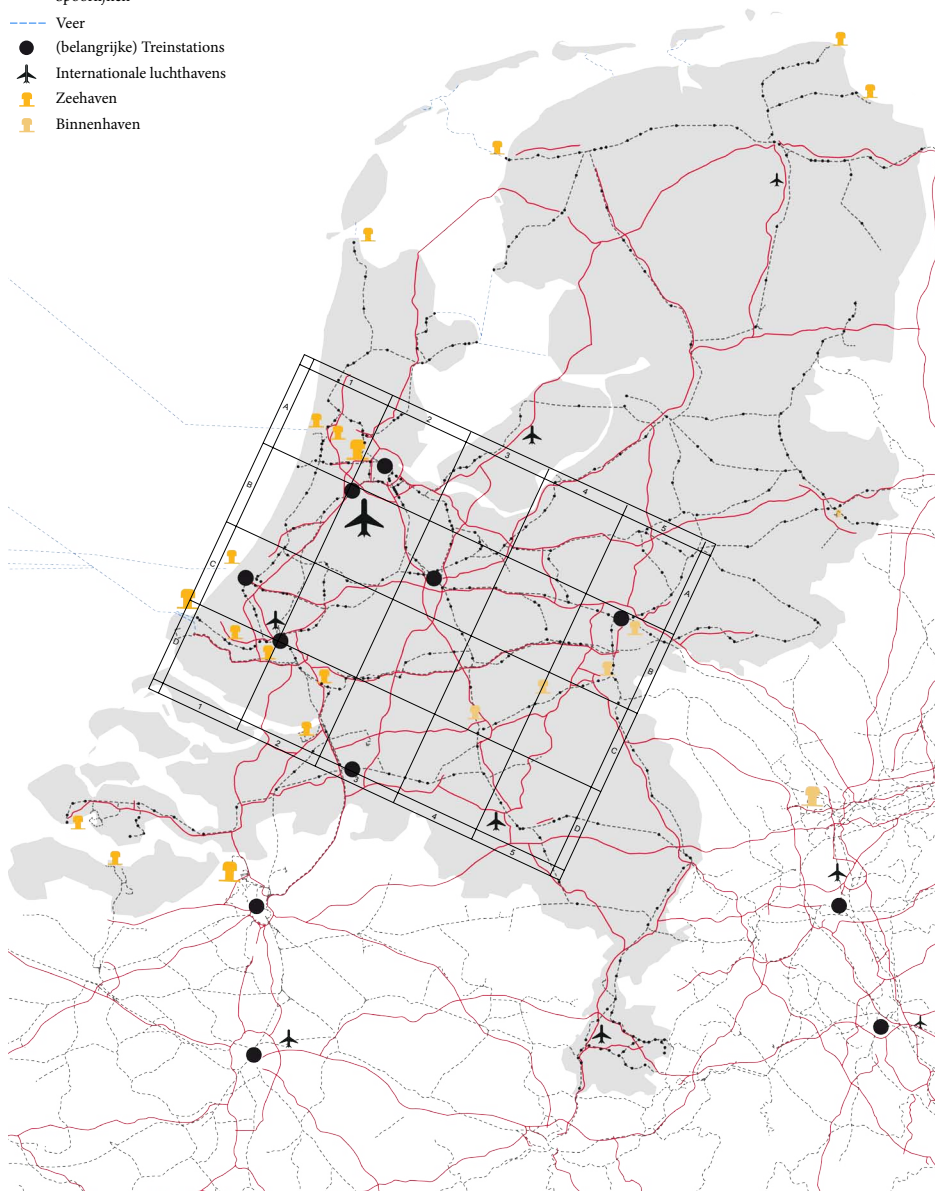 Veer
(belangrijke) Treinstations
Internationale luchthavens
Zeehaven
Binnenhaven
1
A
2
3
B
4
5
C
A
D
B
1
C
2
3
4
D
5